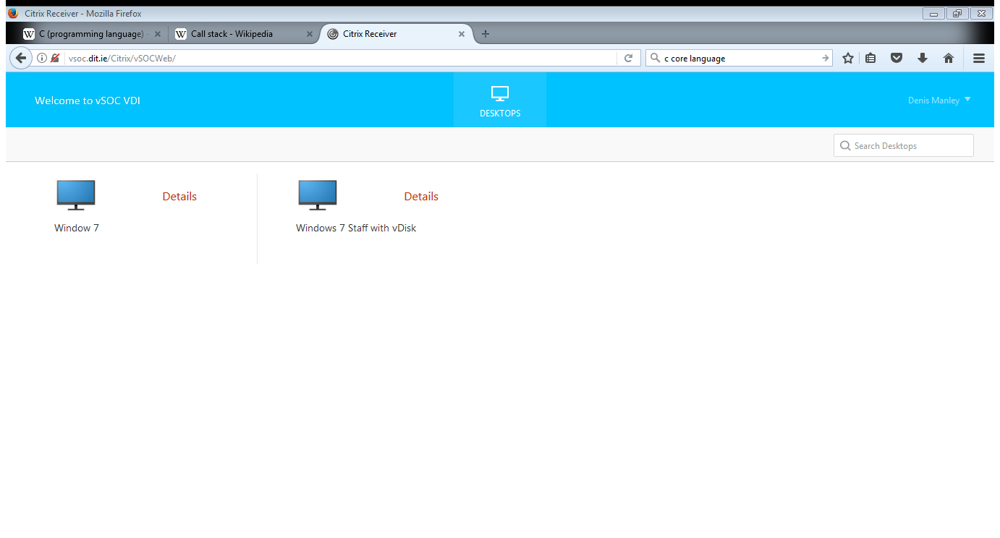 Citrix Receiver - Mozilla Firefox
C (programming language) -
Call stack - Wikipedia
Citrix Receiver
vsoc.dit.ie/Citrix/vSOCWeb/
c core language
Welcome to vSOC VDI
DESKTOPS
Denis Manley
Search Desktops
Details
Details
Window 7
Windows 7 Staff with vDisk